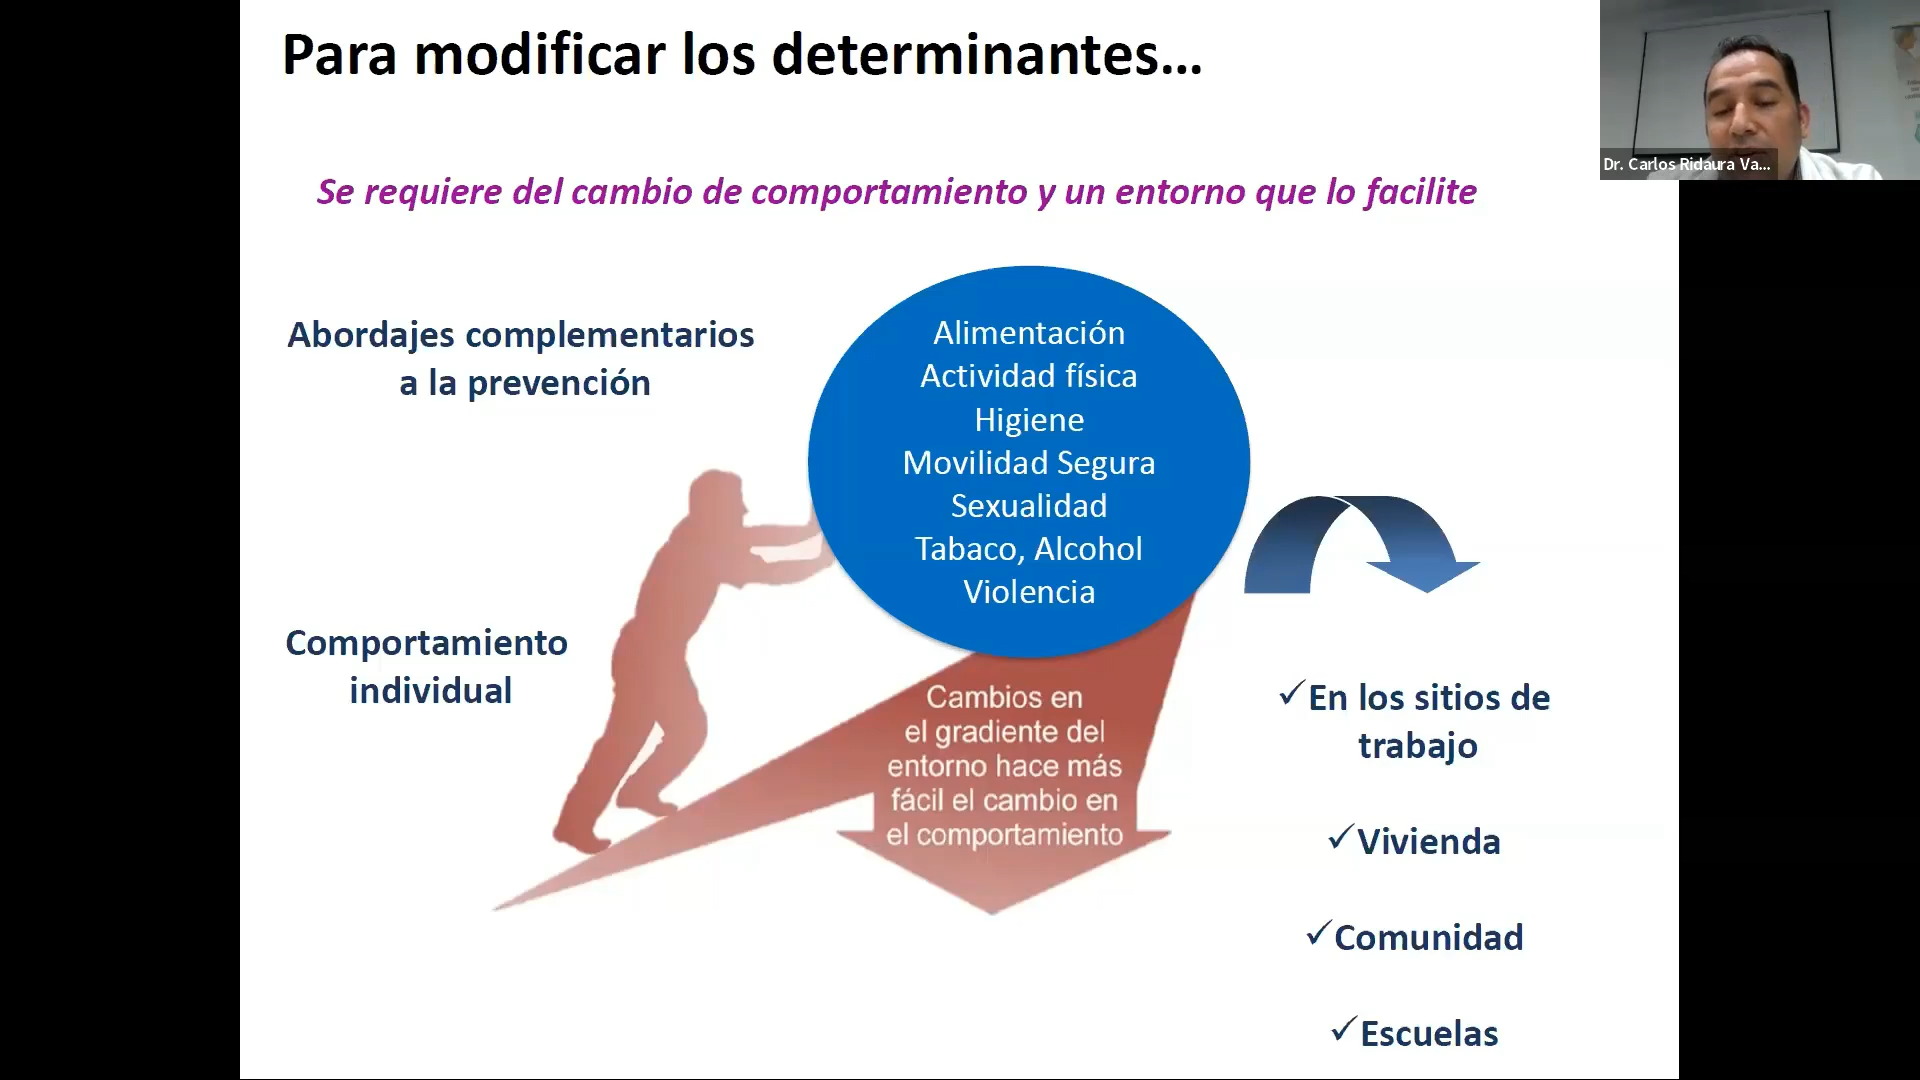 Para modificar los determinantes...
Dr. Carlos Ridaura Va...
Se requiere del cambio de comportamiento y un entorno que lo facilite
Abordajes complementarios
a la prevención
Alimentación
Actividad física
Higiene
Movilidad Segura
Sexualidad
Tabaco, Alcohol
Violencia
Comportamiento
individual
Cambios en
el gradiente del
entorno hace más
fácil el cambio en
el comportamiento
✓En los sitios de
trabajo
✓Vivienda
✓Comunidad
✓Escuelas